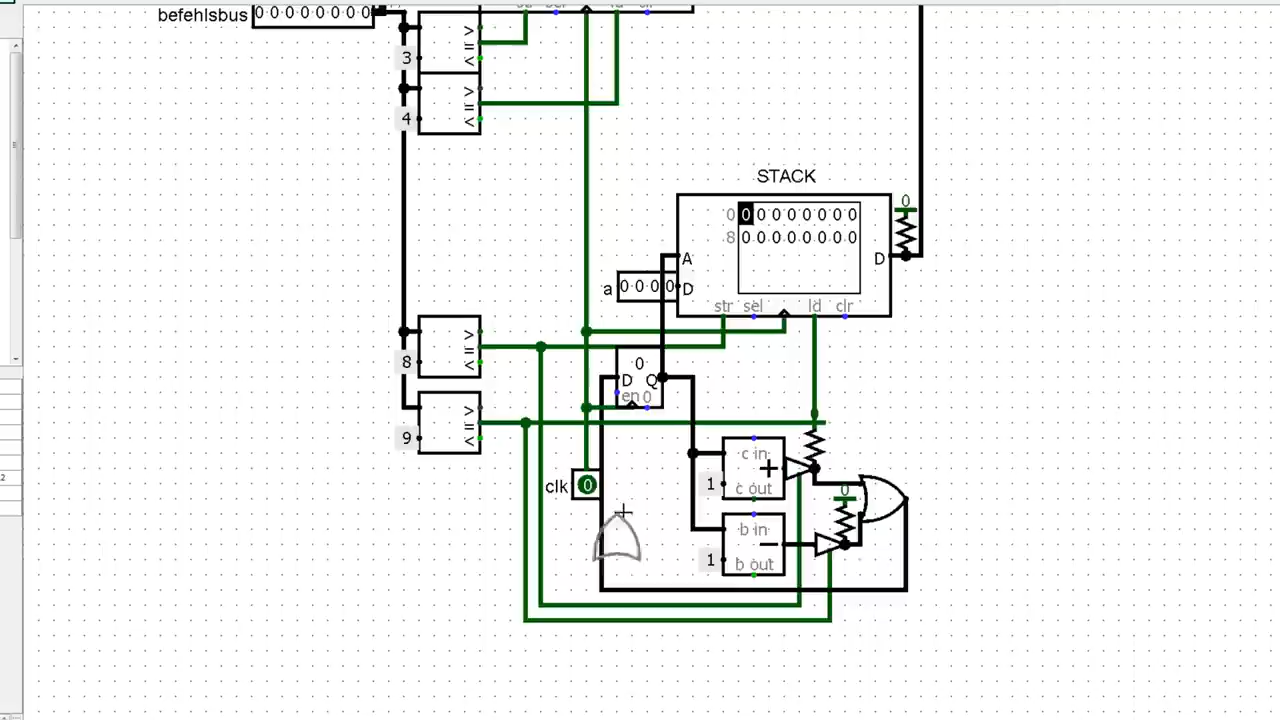 befehlsbus 0 0 0 0 0 0 0 0
>
=
<
3
>
=
<
4
STACK
0 0 0 0 0 0 0 0 0
8 0 0 0 0 0 0 0 0
0
A
D
a 0 0 0 0 D
str sel ld clr
>
=
<
8
0
D Q
en 0
>
=
<
9
0
c in
+
1 c out
clk 0
0
b in
−
1 b out
2